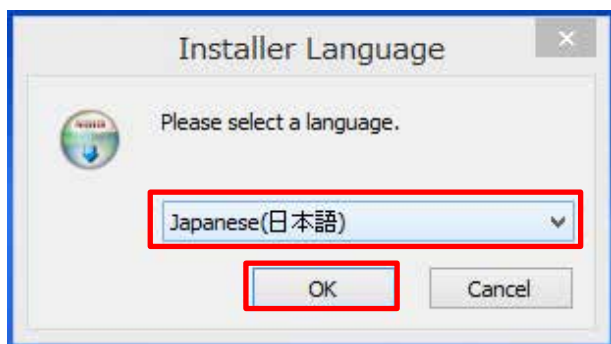 Installer Language
Please select a language.
Japanese(日本語)
OK
Cancel